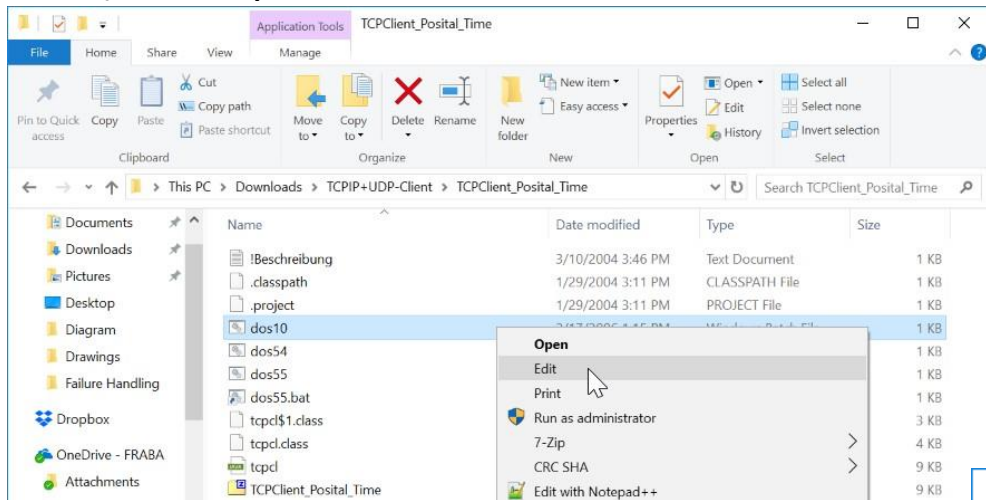 Application Tools TCPClient_Posital_Time
File Home Share View Manage
Pin to Quick access
Copy
Paste
Cut
Copy path
Paste shortcut
Move to
Copy to
Delete
Rename
New folder
New item
Easy access
Properties
Open
Edit
History
Select all
Select none
Invert selection
Clipboard Organize New Open Select
This PC > Downloads > TCPIP+UDP-Client > TCPClient_Posital_Time
Search TCPClient_Posital_Time
Documents
Downloads
Pictures
Desktop
Diagram
Drawings
Failure Handling
Dropbox
OneDrive - FRABA
Attachments
Name Date modified Type Size
!Beschreibung 3/10/2004 3:46 PM Text Document 1 KB
.classpath 1/29/2004 3:11 PM CLASSPATH File 1 KB
.project 1/29/2004 3:11 PM PROJECT File 1 KB
dos10 1 KB
dos54 1 KB
dos55 1 KB
dos55.bat 1 KB
tcpcl$1.class 3 KB
tcpcl.class 4 KB
tcpcl 9 KB
TCPClient_Posital_Time 9 KB
Open
Edit
Print
Run as administrator
7-Zip
CRC SHA
Edit with Notepad++